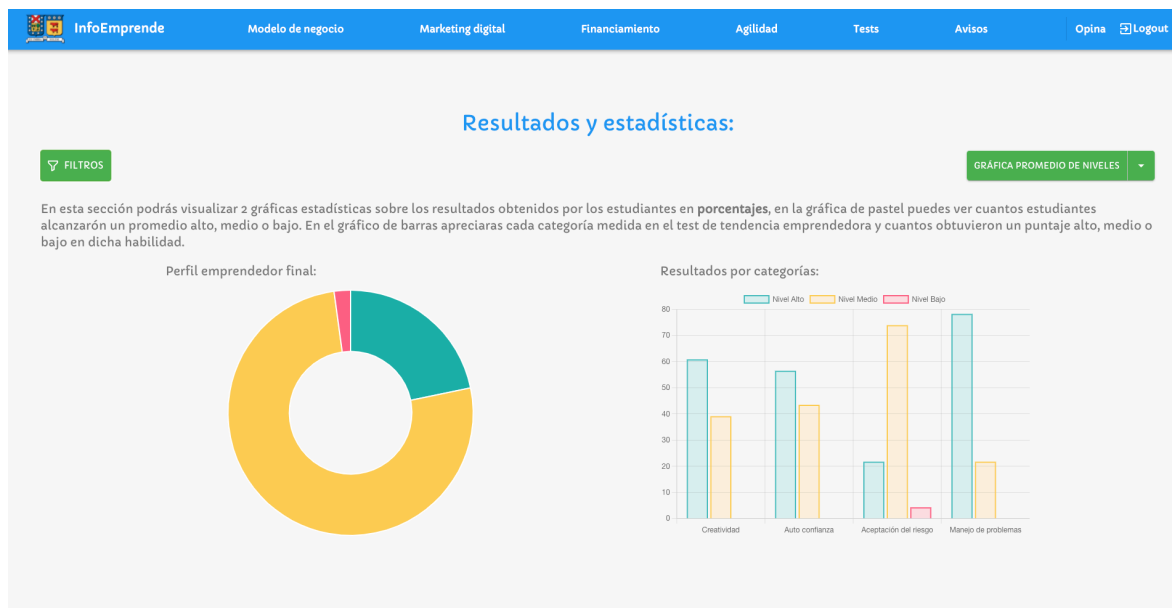 InfoEmprende
Modelo de negocio
Marketing digital
Financiamiento
Agilidad
Tests
Avisos
Opina
Logout
Resultados y estadísticas:
FILTROS
GRÁFICA PROMEDIO DE NIVELES
En esta sección podrás visualizar 2 gráficas estadísticas sobre los resultados obtenidos por los estudiantes en porcentajes, en la gráfica de pastel puedes ver cuantos estudiantes
alcanzarón un promedio alto, medio o bajo. En el gráfico de barras apreciaras cada categoría medida en el test de tendencia emprendedora y cuantos obtuvieron un puntaje alto, medio o
bajo en dicha habilidad.
Perfil emprendedor final:
Resultados por categorías:
Nivel Alto Nivel Medio Nivel Bajo
80
70
60
50
40
30
20
10
0
Creatividad Auto confianza Aceptación del riesgo Manejo de problemas